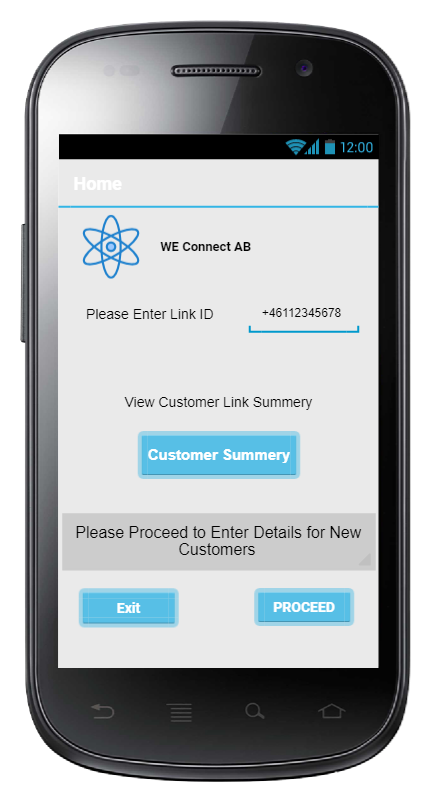 12:00
Home
WE Connect AB
Please Enter Link ID
+46112345678
View Customer Link Summery
Customer Summery
Please Proceed to Enter Details for New
Customers
Exit
PROCEED